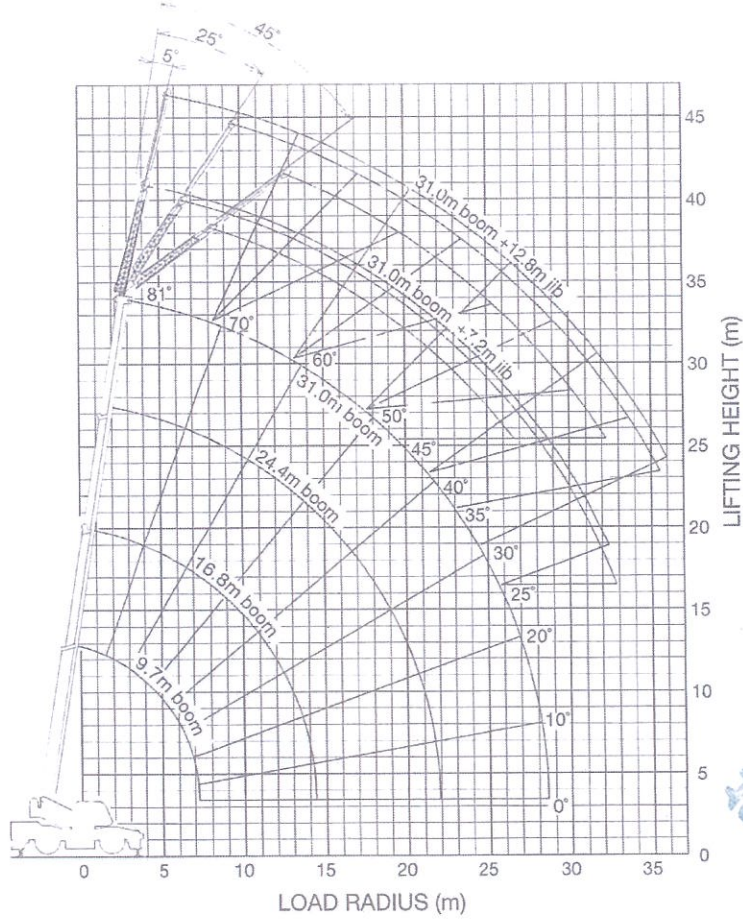 45°
25°
5°
45
40
35
30
25
20
15
10
5
0
LIFTING HEIGHT (m)
31.0m boom +12.8m jib
31.0m boom +7.2m jib
81°
70°
60°
31.0m boom
50°
45°
24.4m boom
40°
35°
30°
16.8m boom
25°
20°
9.7m boom
10°
0°
0 5 10 15 20 25 30 35
LOAD RADIUS (m)